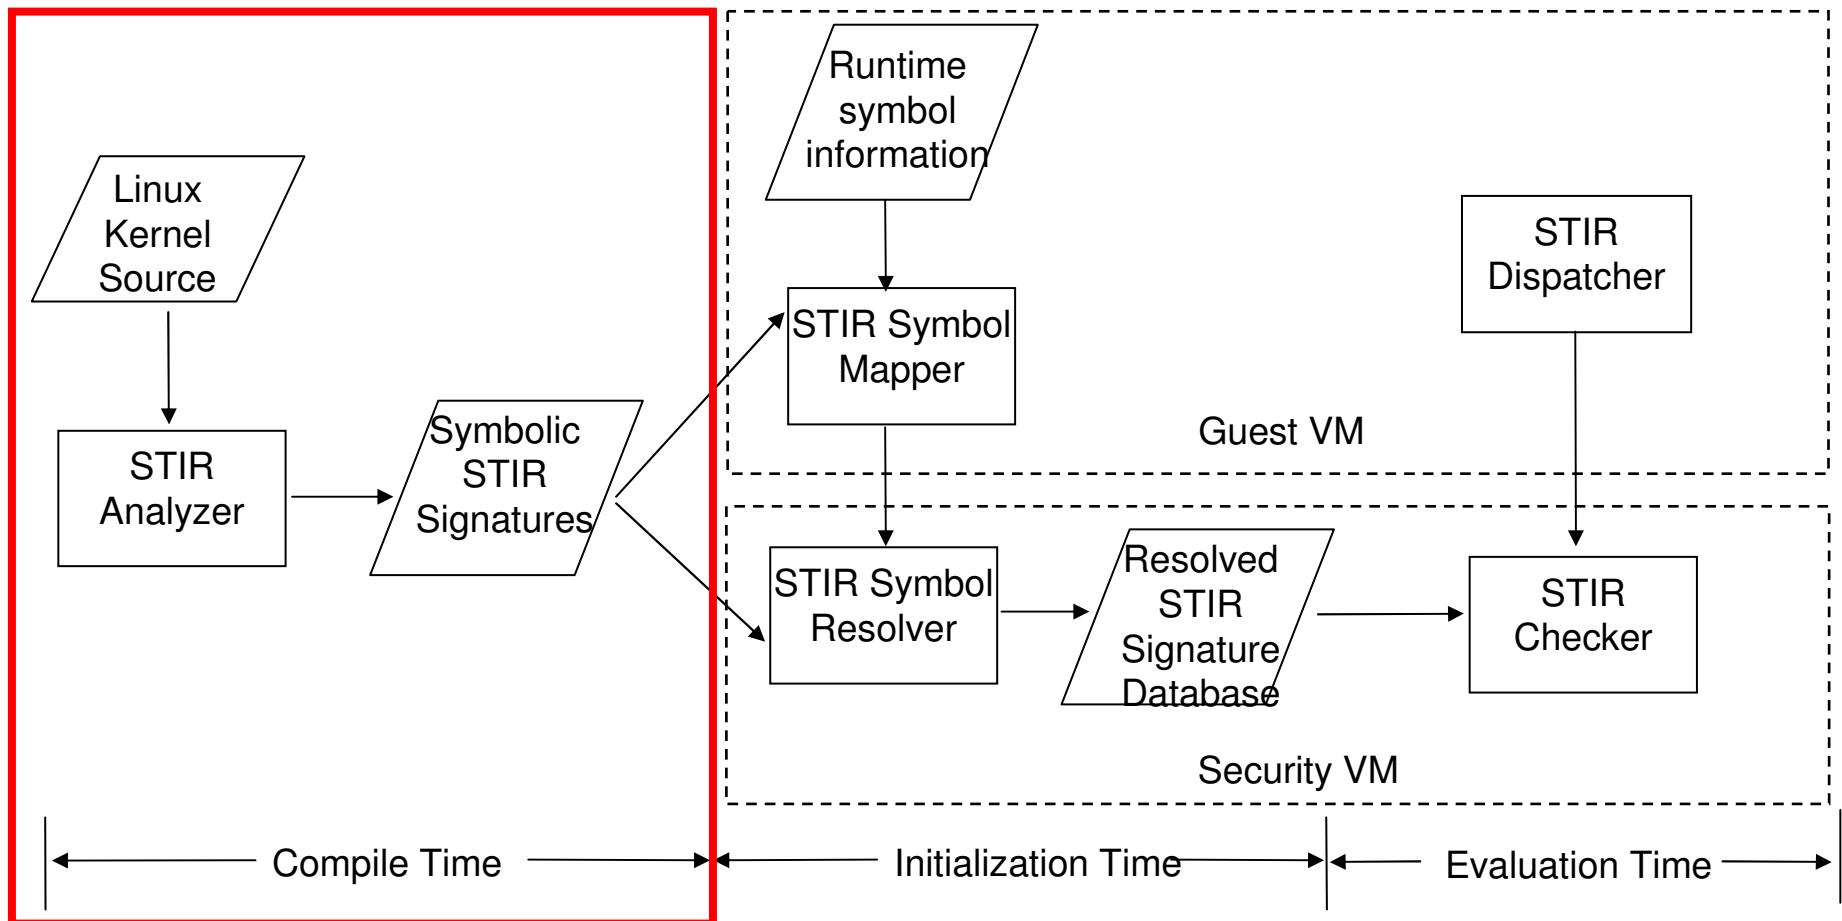 Linux
Kernel
Source
STIR
Analyzer
Symbolic
STIR
Signatures
Runtime
symbol
information
STIR Symbol
Mapper
STIR
Dispatcher
Guest VM
STIR Symbol
Resolver
Resolved
STIR
Signature
Database
STIR
Checker
Security VM
Compile Time
Initialization Time
Evaluation Time